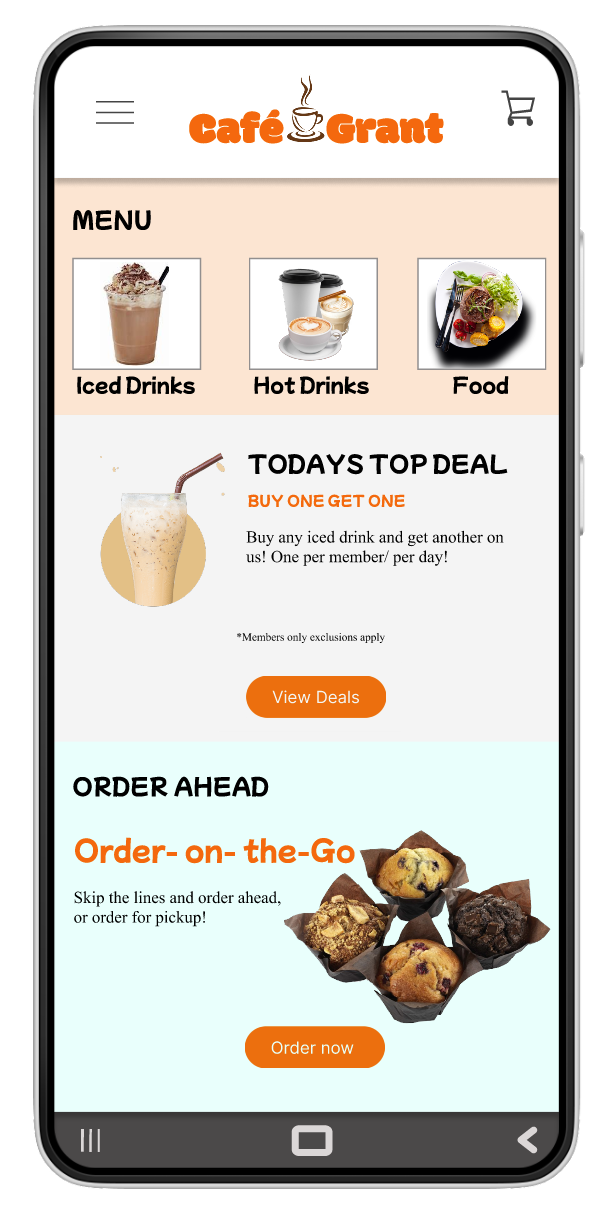 Café Grant
MENU
Iced Drinks
Hot Drinks
Food
TODAYS TOP DEAL
BUY ONE GET ONE
Buy any iced drink and get another on
us! One per member/ per day!
*Members only exclusions apply
View Deals
ORDER AHEAD
Order- on- the-Go
Skip the lines and order ahead,
or order for pickup!
Order now